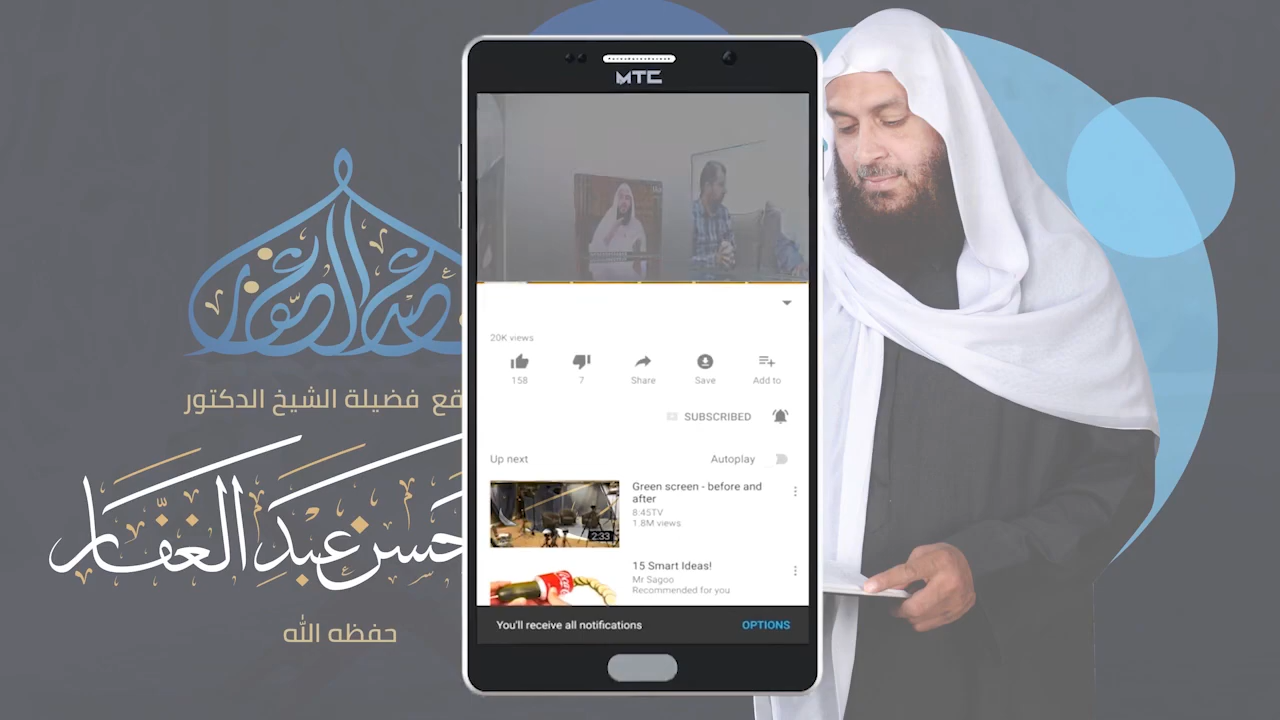 MTC
20K views
158
7
Share
Save
Add to
SUBSCRIBED
Up next
Autoplay
Green screen - before and
after
8:45TV
1.8M views
2:33
15 Smart Ideas!
Mr Sagoo
Recommended for you
You'll receive all notifications
OPTIONS
قع فضيلة الشيخ الدكتور
حسن عبد الغفار
حفظه الله